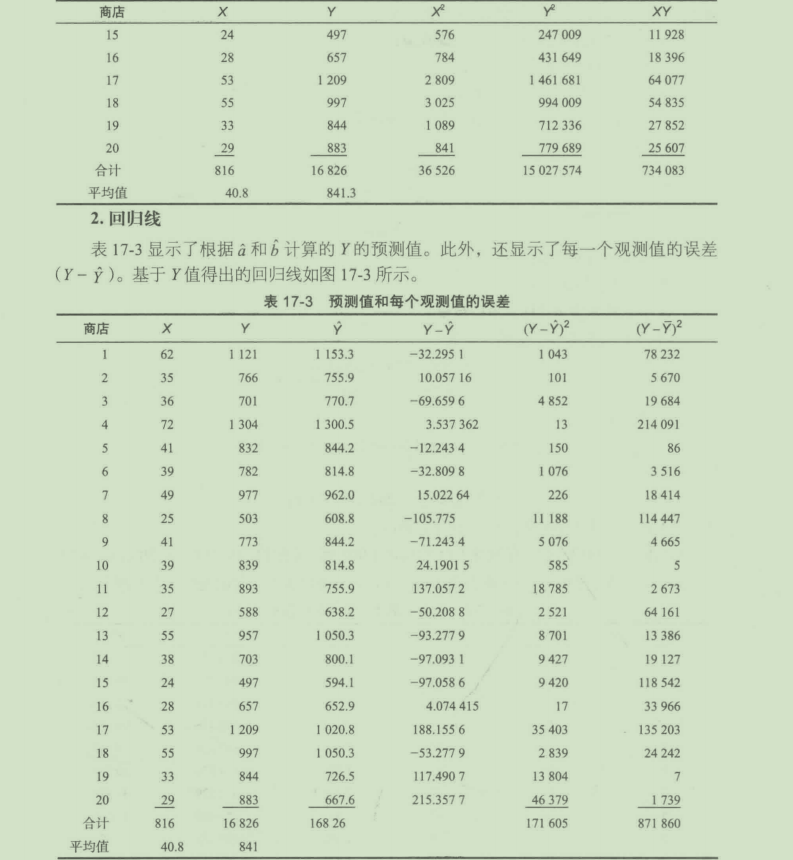 商店 X Y X² Y² XY
15 24 497 576 247 009 11 928
16 28 657 784 431 649 18 396
17 53 1 209 2 809 1 461 681 64 077
18 55 997 3 025 994 009 54 835
19 33 844 1 089 712 336 27 852
20 29 883 841 779 689 25 607
合计 816 16 826 36 526 15 027 574 734 083
平均值 40.8 841.3
2. 回归线
表 17-3 显示了根据 â 和 b̂ 计算的 Y 的预测值。此外，还显示了每一个观测值的误差
(Y − Ŷ )。基于 Y 值得出的回归线如图 17-3 所示。
表 17-3 预测值和每个观测值的误差
商店 X Y Ŷ Y−Ŷ (Y−Ŷ)² (Y−Ȳ)²
1 62 1 121 1 153.3 −32.295 1 1 043 78 232
2 35 766 755.9 10.057 16 101 5 670
3 36 701 770.7 −69.659 6 4 852 19 684
4 72 1 304 1 300.5 3.537 362 13 214 091
5 41 832 844.2 −12.243 4 150 86
6 39 782 814.8 −32.809 8 1 076 3 516
7 49 977 962.0 15.022 64 226 18 414
8 25 503 608.8 −105.775 11 188 114 447
9 41 773 844.2 −71.243 4 5 076 4 665
10 39 839 814.8 24.1901 5 585 5
11 35 893 755.9 137.057 2 18 785 2 673
12 27 588 638.2 −50.208 8 2 521 64 161
13 55 957 1 050.3 −93.277 9 8 701 13 386
14 38 703 800.1 −97.093 1 9 427 19 127
15 24 497 594.1 −97.058 6 9 420 118 542
16 28 657 652.9 4.074 415 17 33 966
17 53 1 209 1 020.8 188.155 6 35 403 135 203
18 55 997 1 050.3 −53.277 9 2 839 24 242
19 33 844 726.5 117.490 7 13 804 7
20 29 883 667.6 215.357 7 46 379 1 739
合计 816 16 826 168 26 171 605 871 860
平均值 40.8 841